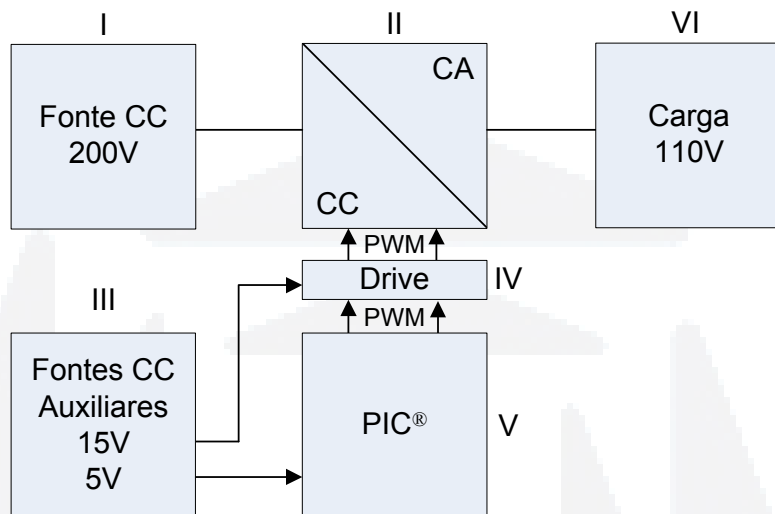 I
II
VI
Fonte CC
200V
CA
CC
Carga
110V
PWM
Drive
IV
PWM
III
Fontes CC
Auxiliares
15V
5V
PIC®
V